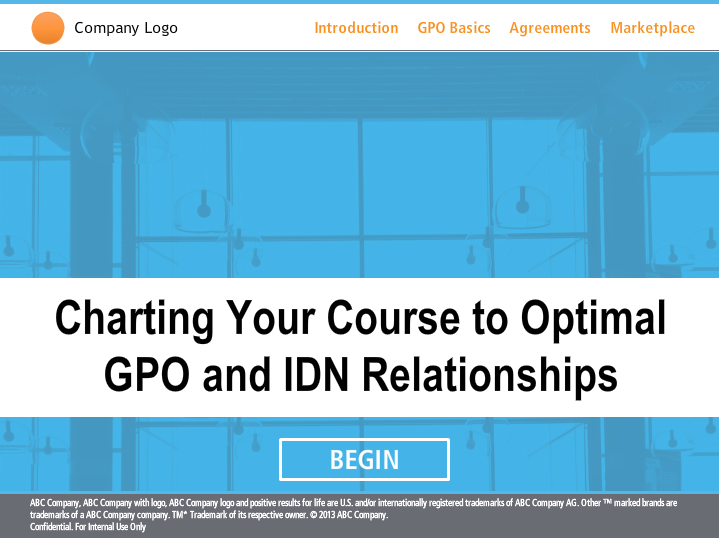 Company Logo
Introduction GPO Basics Agreements Marketplace
Charting Your Course to Optimal
GPO and IDN Relationships
BEGIN
ABC Company, ABC Company with logo, ABC Company logo and positive results for life are U.S. and/or internationally registered trademarks of ABC Company AG. Other ™ marked brands are
trademarks of a ABC Company company. TM* Trademark of its respective owner. © 2013 ABC Company.
Confidential. For Internal Use Only